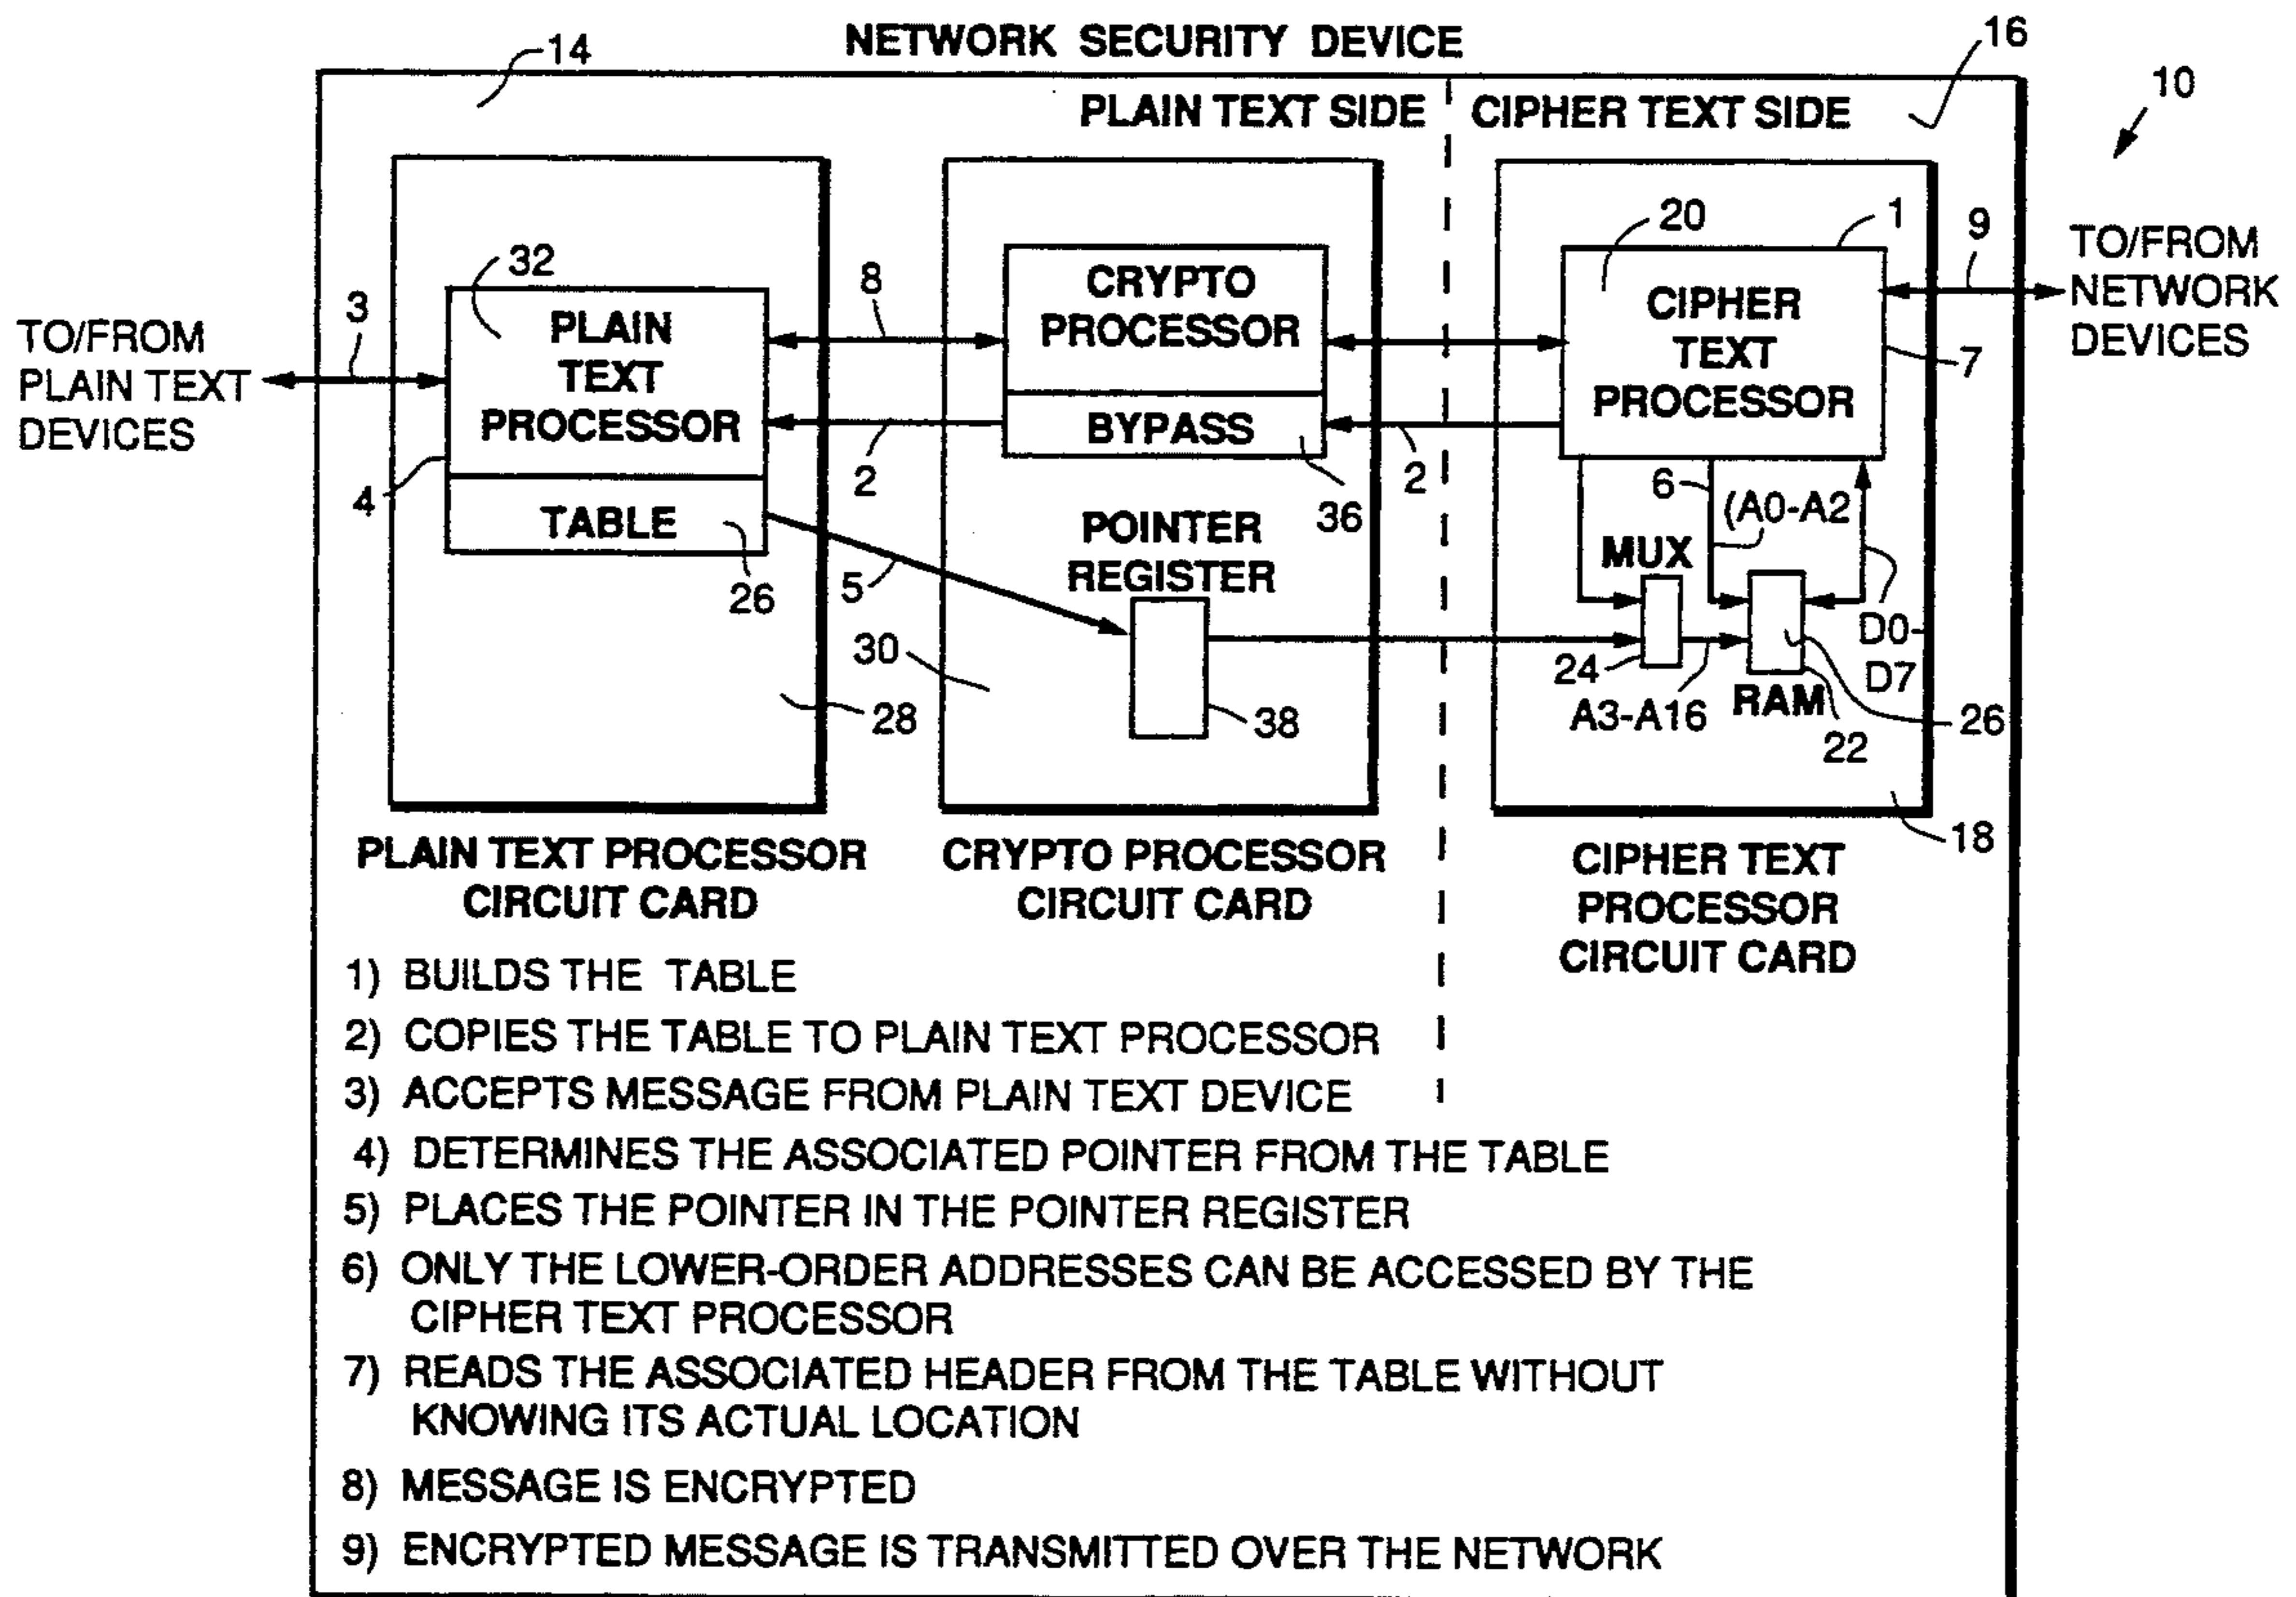 NETWORK SECURITY DEVICE
14
16
10
PLAIN TEXT SIDE
CIPHER TEXT SIDE
TO/FROM
PLAIN TEXT
DEVICES
3
32
PLAIN
TEXT
PROCESSOR
4
TABLE
26
28
8
2
5
CRYPTO
PROCESSOR
BYPASS
36
2
POINTER
REGISTER
30
38
20
1
CIPHER
TEXT
PROCESSOR
7
9
TO/FROM
NETWORK
DEVICES
6
(A0-A2
MUX
D0-
D7
24
A3-A16
RAM
26
22
18
PLAIN TEXT PROCESSOR
CIRCUIT CARD
CRYPTO PROCESSOR
CIRCUIT CARD
CIPHER TEXT
PROCESSOR
CIRCUIT CARD
1) BUILDS THE TABLE
2) COPIES THE TABLE TO PLAIN TEXT PROCESSOR
3) ACCEPTS MESSAGE FROM PLAIN TEXT DEVICE
4) DETERMINES THE ASSOCIATED POINTER FROM THE TABLE
5) PLACES THE POINTER IN THE POINTER REGISTER
6) ONLY THE LOWER-ORDER ADDRESSES CAN BE ACCESSED BY THE
CIPHER TEXT PROCESSOR
7) READS THE ASSOCIATED HEADER FROM THE TABLE WITHOUT
KNOWING ITS ACTUAL LOCATION
8) MESSAGE IS ENCRYPTED
9) ENCRYPTED MESSAGE IS TRANSMITTED OVER THE NETWORK